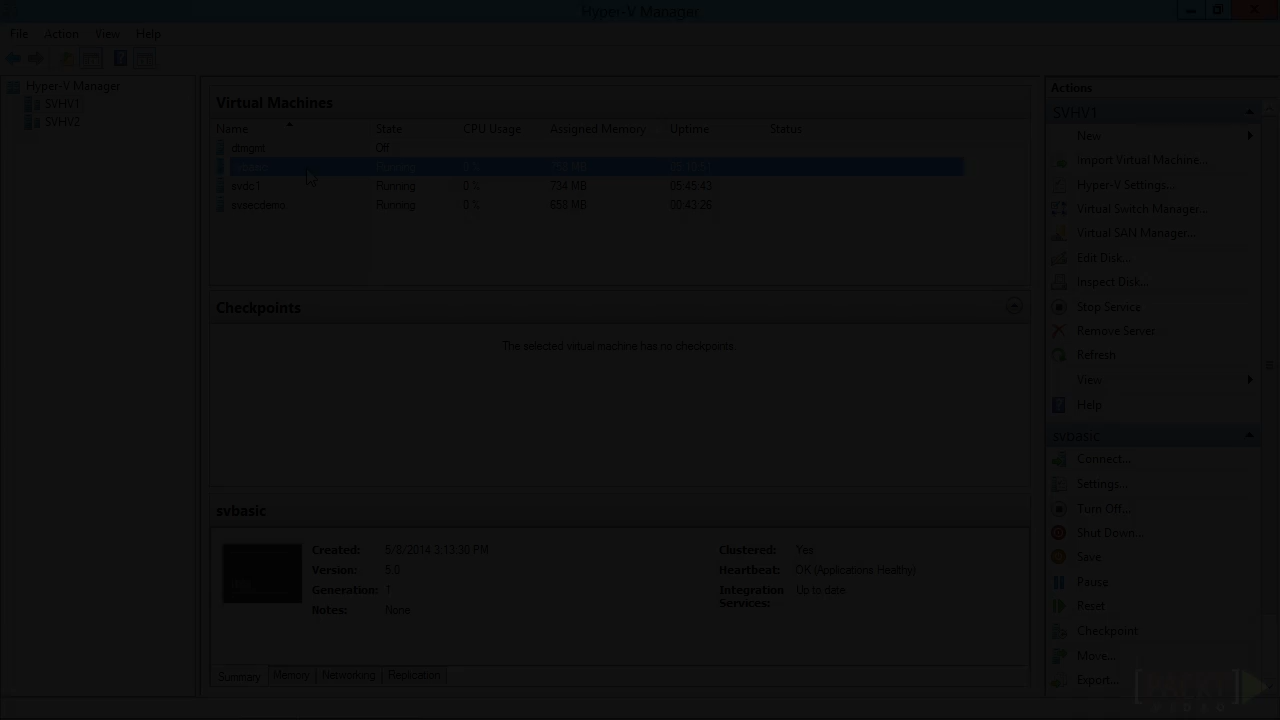 Hyper-V Manager
File Action View Help
Hyper-V Manager
SVHV1
SVHV2
Virtual Machines
Name State CPU Usage Assigned Memory Uptime Status
dtmgmt Off
Running 0 %
svdc1 Running 0 % 734 MB 05:45:43
svsecdemo Running 0 % 658 MB 00:43:26
Checkpoints
The selected virtual machine has no checkpoints.
svbasic
Created: 5/8/2014 3:13:30 PM
Version: 5.0
Generation: 1
Notes: None
Clustered: Yes
Heartbeat: OK (Applications Healthy)
Integration Services: Up to date
Summary Memory Networking Replication
Actions
SVHV1
New
Import Virtual Machine...
Hyper-V Settings...
Virtual Switch Manager...
Virtual SAN Manager...
Edit Disk...
Inspect Disk...
Stop Service
Remove Server
Refresh
View
Help
svbasic
Connect...
Settings...
Turn Off...
Shut Down...
Save
Pause
Reset
Checkpoint
Move...
Export...